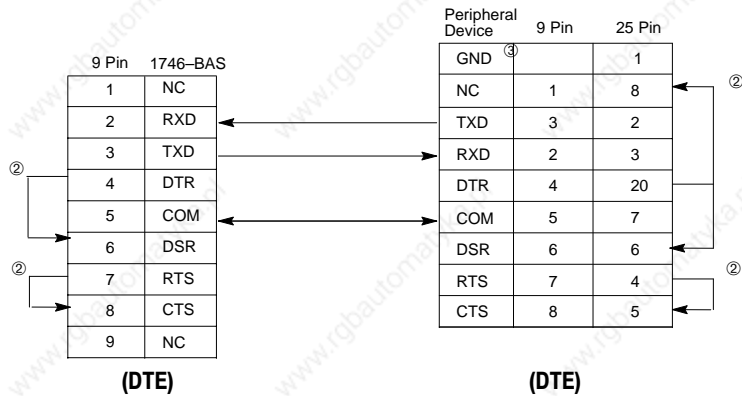 9 Pin 1746–BAS
1 NC
2 RXD
3 TXD
4 DTR
5 COM
6 DSR
7 RTS
8 CTS
9 NC
②
②
(DTE)
Peripheral
Device 9 Pin 25 Pin
GND ③ 1
NC 1 8
TXD 3 2
RXD 2 3
DTR 4 20
COM 5 7
DSR 6 6
RTS 7 4
CTS 8 5
②
②
(DTE)
www.rgbautomatyka.pl